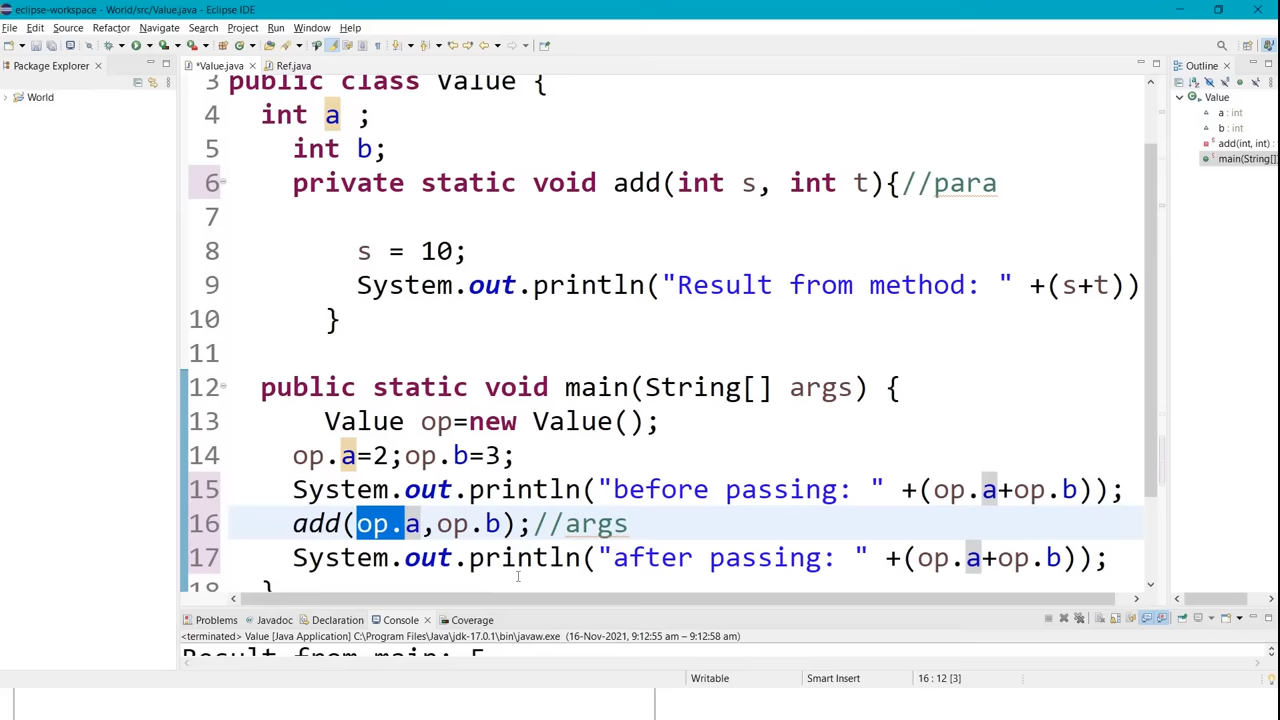 eclipse-workspace - World/src/Value.java - Eclipse IDE
File Edit Source Refactor Navigate Search Project Run Window Help
Package Explorer *Value.java Ref.java Outline
World
Value
a : int
b : int
add(int, int) :
main(String[]
3 public class Value {
4 int a ;
5 int b;
6 private static void add(int s, int t){//para
7
8 s = 10;
9 System.out.println("Result from method: " +(s+t))
10 }
11
12 public static void main(String[] args) {
13 Value op=new Value();
14 op.a=2;op.b=3;
15 System.out.println("before passing: " +(op.a+op.b));
16 add(op.a,op.b);//args
17 System.out.println("after passing: " +(op.a+op.b));
18 }
Problems Javadoc Declaration Console Coverage
<terminated> Value [Java Application] C:\Program Files\Java\jdk-17.0.1\bin\javaw.exe (16-Nov-2021, 9:12:55 am – 9:12:58 am)
Result from main: 5
Writable Smart Insert 16 : 12 [3]